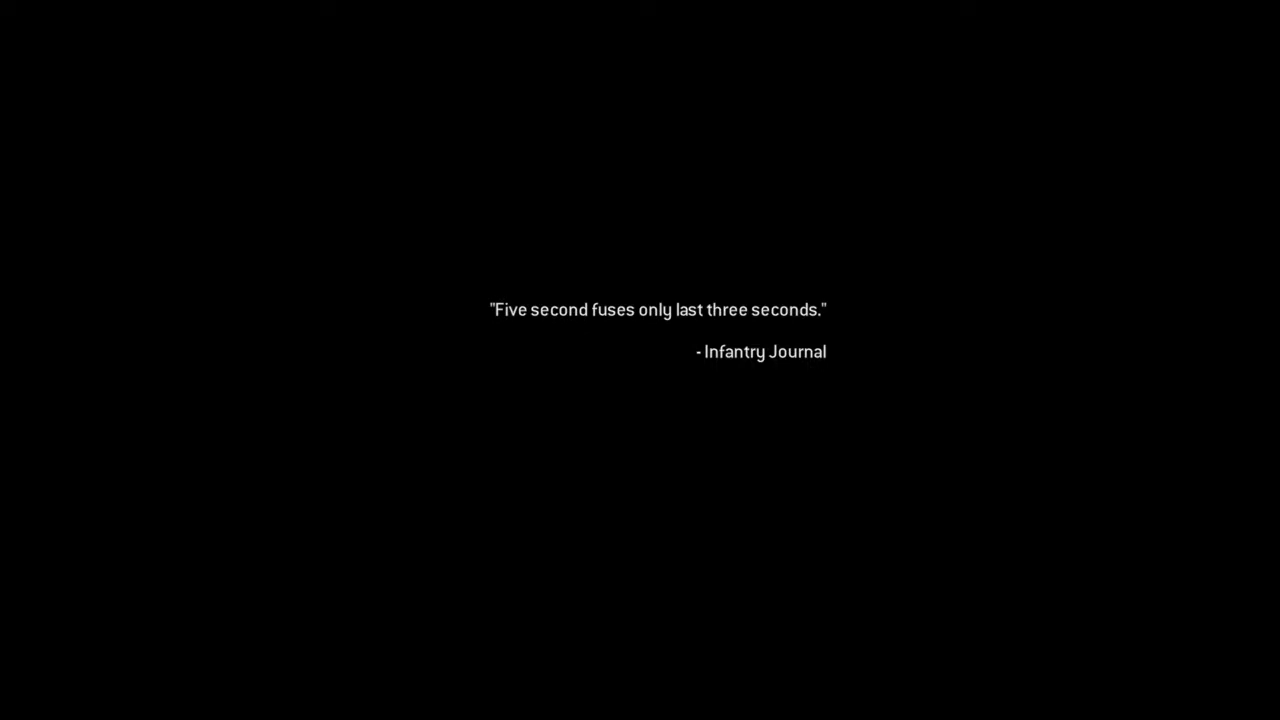 "Five second fuses only last three seconds."
- Infantry Journal